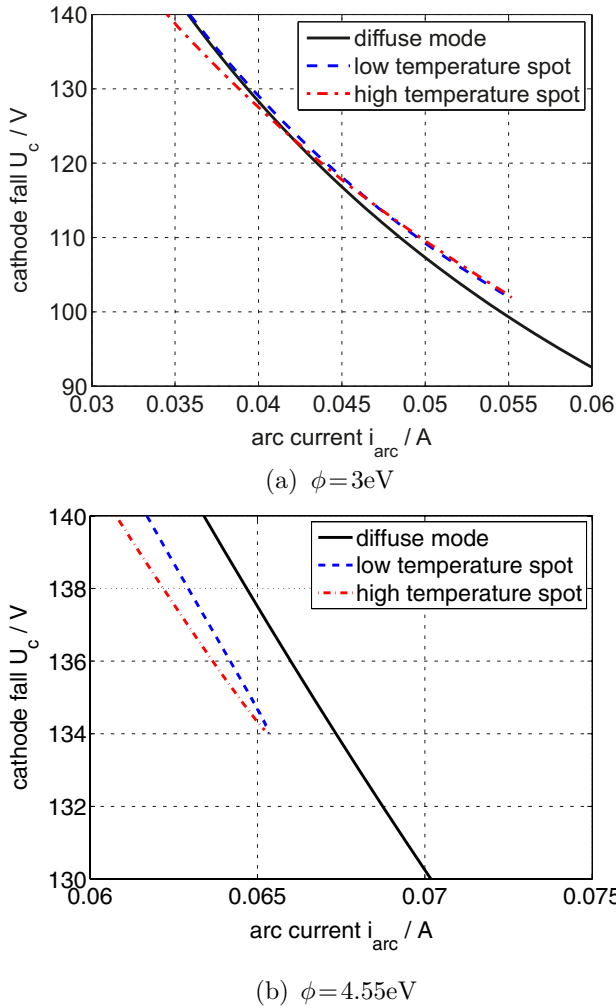 140
130
120
110
100
90
cathode fall U_c / V
diffuse mode
low temperature spot
high temperature spot
0.03 0.035 0.04 0.045 0.05 0.055 0.06
arc current i_arc / A
(a) ϕ=3eV
140
138
136
134
132
130
cathode fall U_c / V
diffuse mode
low temperature spot
high temperature spot
0.06 0.065 0.07 0.075
arc current i_arc / A
(b) ϕ=4.55eV